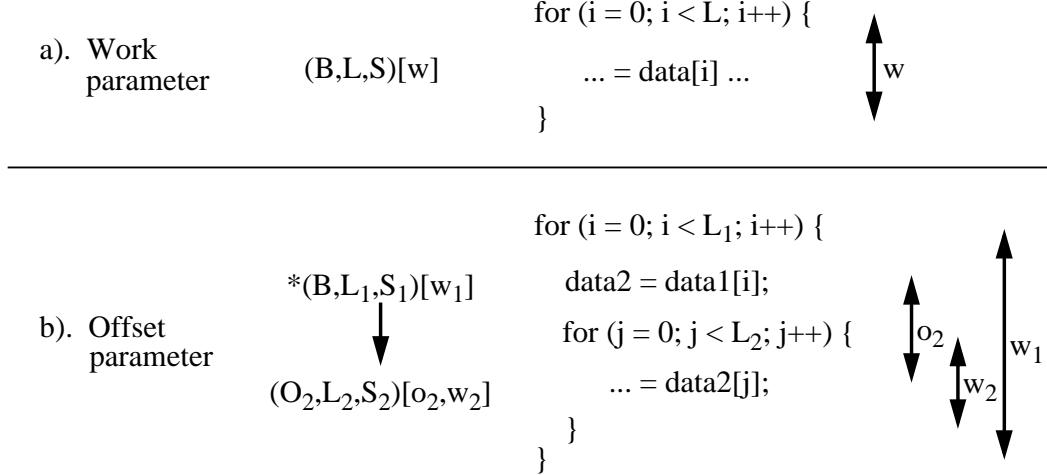 for (i = 0; i < L; i++) {
a). Work parameter
(B,L,S)[w]
... = data[i] ...
w
}
for (i = 0; i < L₁; i++) {
*(B,L₁,S₁)[w₁]
data2 = data1[i];
b). Offset parameter
for (j = 0; j < L₂; j++) {
o₂
w₁
(O₂,L₂,S₂)[o₂,w₂]
... = data2[j];
w₂
}
}